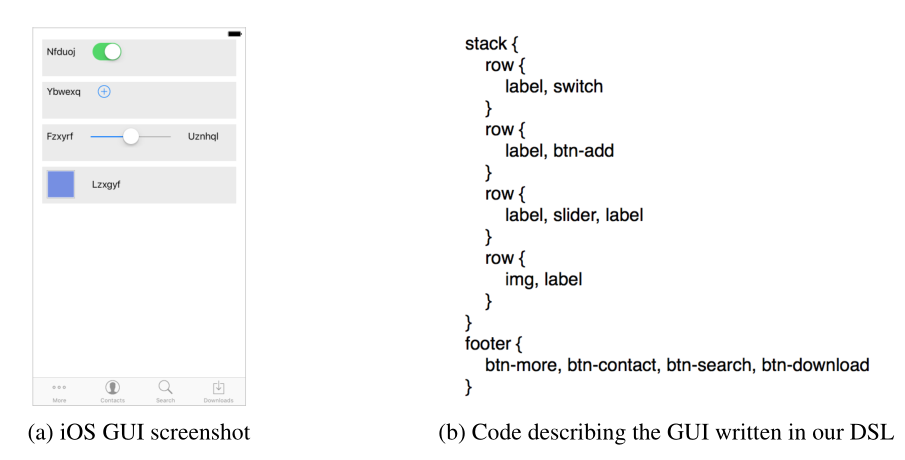 Nfduoj
Ybwexq
Fzxyrf Uznhql
Lzxgyf
More Contacts Search Downloads
(a) iOS GUI screenshot
stack {
row {
label, switch
}
row {
label, btn-add
}
row {
label, slider, label
}
row {
img, label
}
}
footer {
btn-more, btn-contact, btn-search, btn-download
}
(b) Code describing the GUI written in our DSL